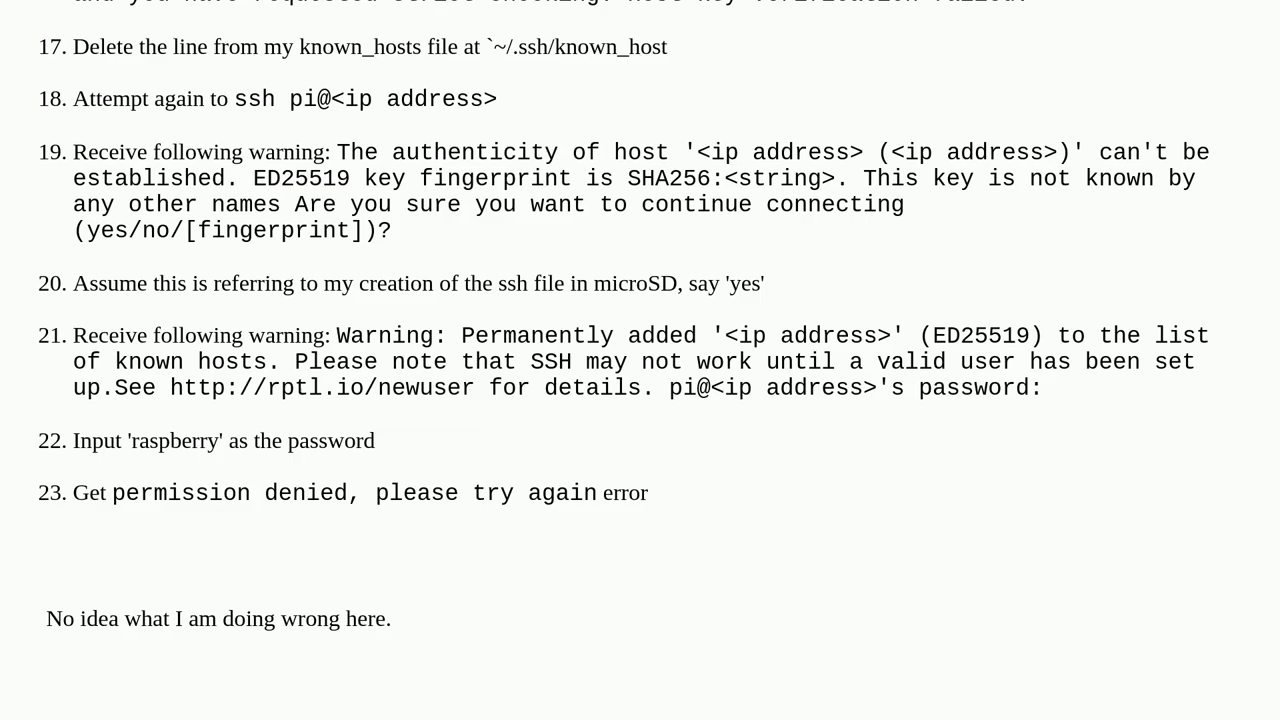 17. Delete the line from my known_hosts file at `~/.ssh/known_host
18. Attempt again to ssh pi@<ip address>
19. Receive following warning: The authenticity of host '<ip address> (<ip address>)' can't be
established. ED25519 key fingerprint is SHA256:<string>. This key is not known by
any other names Are you sure you want to continue connecting
(yes/no/[fingerprint])?
20. Assume this is referring to my creation of the ssh file in microSD, say 'yes'
21. Receive following warning: Warning: Permanently added '<ip address>' (ED25519) to the list
of known hosts. Please note that SSH may not work until a valid user has been set
up.See http://rptl.io/newuser for details. pi@<ip address>'s password:
22. Input 'raspberry' as the password
23. Get permission denied, please try again error
No idea what I am doing wrong here.